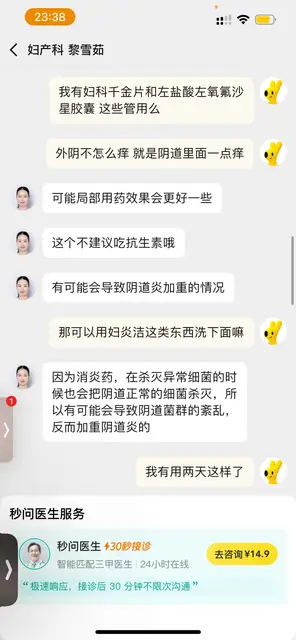 23:38
妇产科 黎雪茹
我有妇科千金片和左盐酸左氧氟沙
星胶囊 这些管用么
外阴不怎么痒 就是阴道里面一点痒
可能局部用药效果会更好一些
这个不建议吃抗生素哦
有可能会导致阴道炎加重的情况
那可以用妇炎洁这类东西洗下面嘛
因为消炎药，在杀灭异常细菌的时
候也会把阴道正常的细菌杀灭，所
以有可能会导致阴道菌群的紊乱，
反而加重阴道炎的
1
我有用两天这样了
秒问医生服务
秒问医生 30秒接诊
智能匹配三甲医生 | 24小时在线
去咨询 ¥14.9
“极速响应，接诊后 30 分钟不限次沟通”